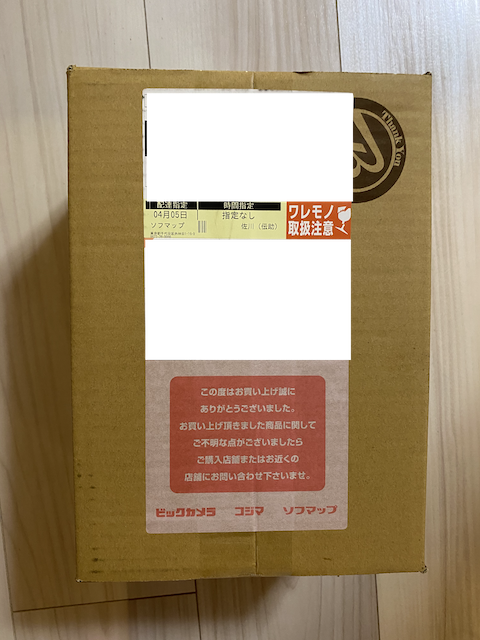 Thank You
配達指定
時間指定
04月05日
指定なし
ソフマップ
佐川(伝助)
ワレモノ
取扱注意
この度はお買い上げ誠に
ありがとうございました。
お買い上げ頂きました商品に関して
ご不明な点がございましたら
ご購入店舗またはお近くの
店舗にお問い合わせ下さいませ。
ビックカメラ コジマ ソフマップ